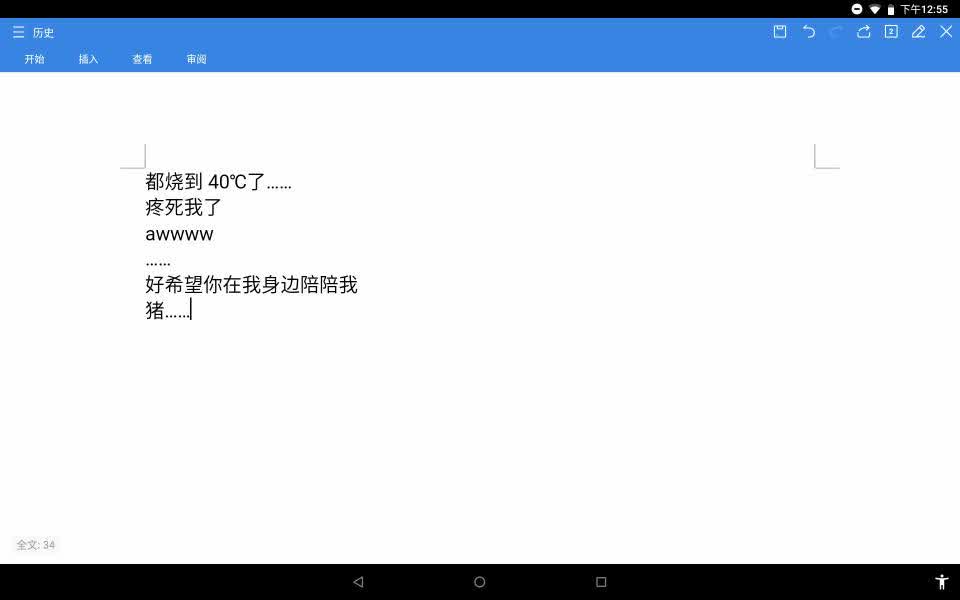 下午12:55
历史
2
开始 插入 查看 审阅
都烧到 40℃了……
疼死我了
awwww
……
好希望你在我身边陪陪我
猪……
全文: 34